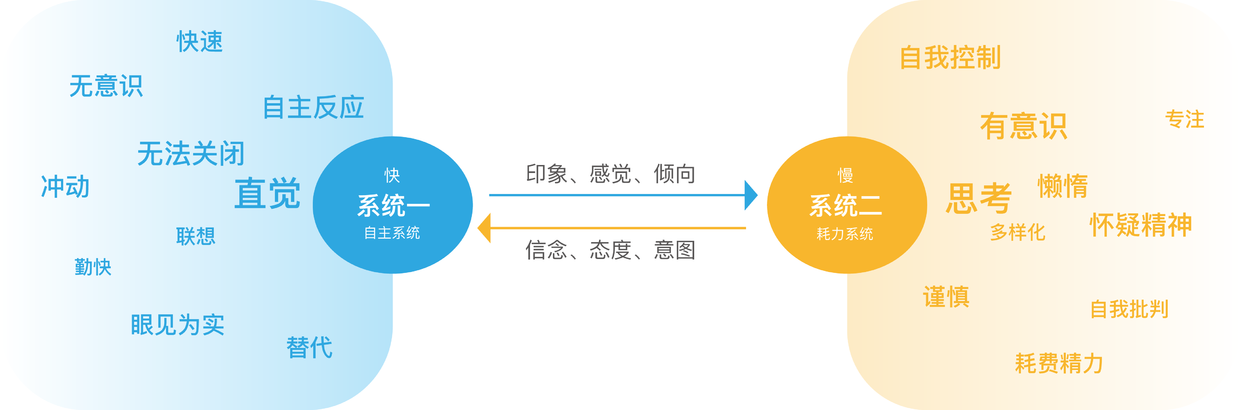 快速
无意识
自主反应
无法关闭
冲动
直觉
联想
勤快
眼见为实
替代
快
系统一
自主系统
印象、感觉、倾向
信念、态度、意图
慢
系统二
耗力系统
自我控制
有意识
专注
思考
懒惰
多样化
怀疑精神
谨慎
自我批判
耗费精力